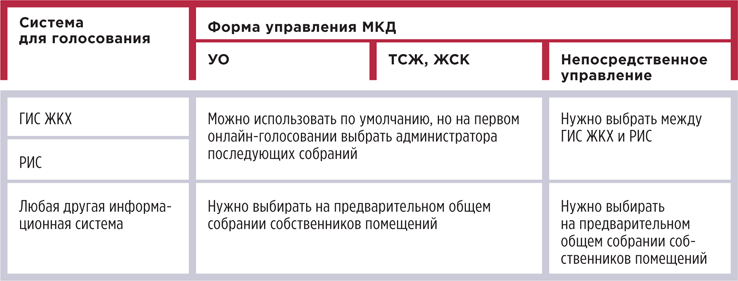 Система
для голосования
Форма управления МКД
УО
ТСЖ, ЖСК
Непосредственное
управление
ГИС ЖКХ
РИС
Можно использовать по умолчанию, но на первом
онлайн-голосовании выбрать администратора
последующих собраний
Нужно выбрать между
ГИС ЖКХ и РИС
Любая другая информа-
ционная система
Нужно выбирать на предварительном общем
собрании собственников помещений
Нужно выбирать
на предварительном
общем собрании соб-
ственников помещений